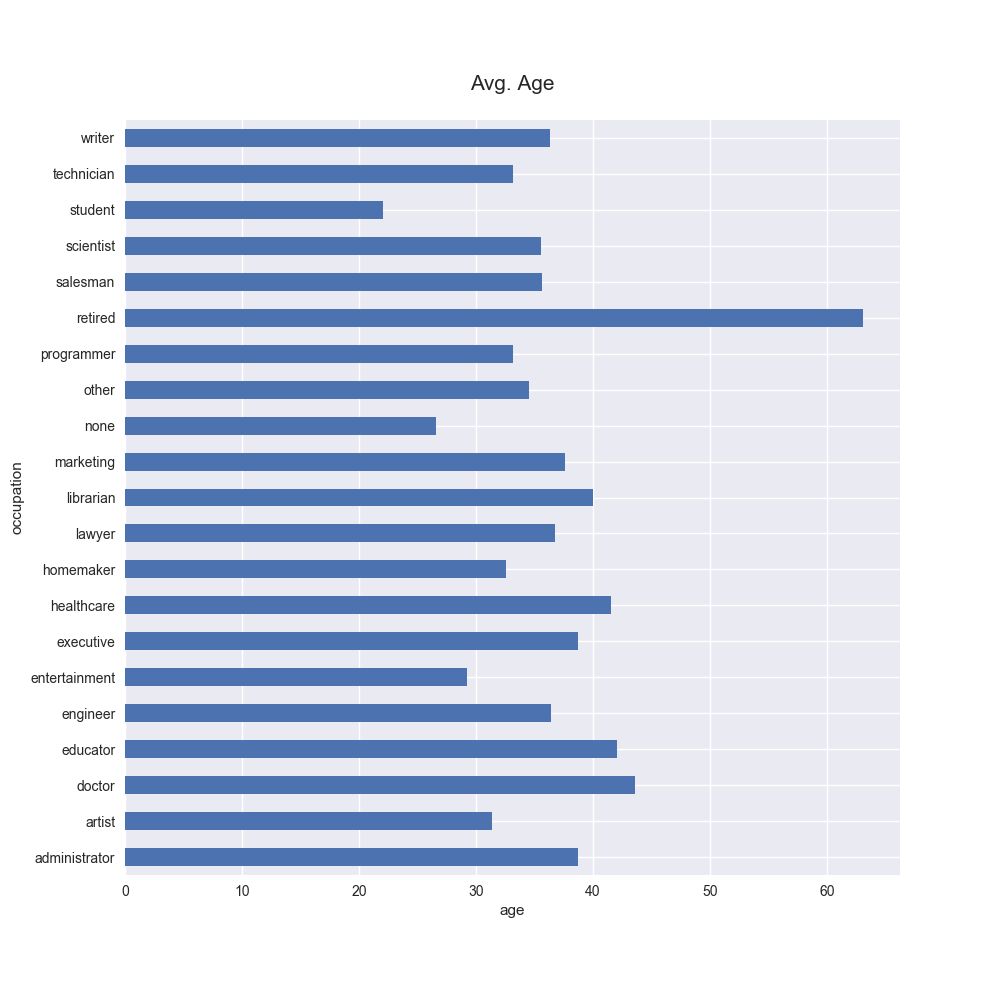 Avg. Age
writer
technician
student
scientist
salesman
retired
programmer
other
none
marketing
librarian
lawyer
homemaker
healthcare
executive
entertainment
engineer
educator
doctor
artist
administrator
occupation
0 10 20 30 40 50 60
age